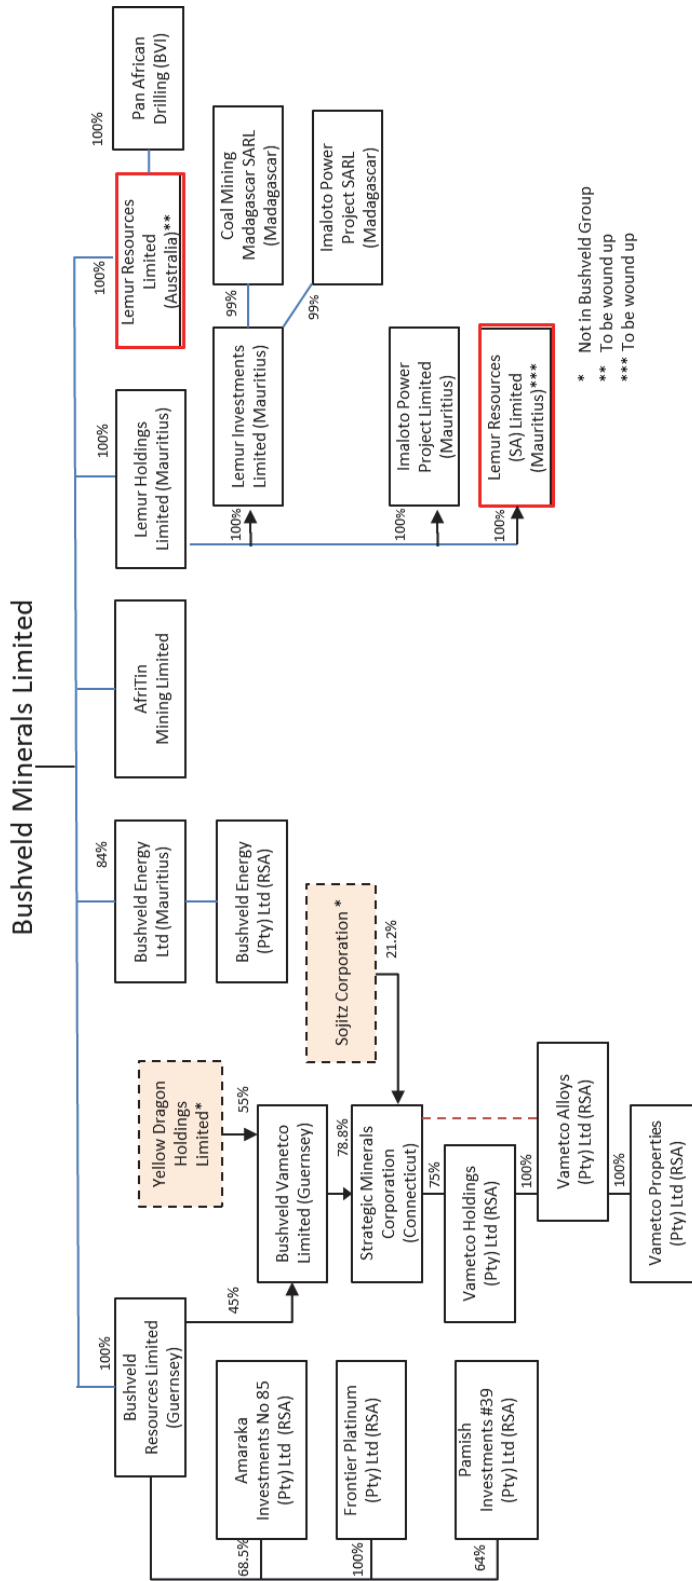 Bushveld Minerals Limited
100%
Bushveld
Resources Limited
(Guernsey)
84%
Bushveld Energy
Ltd (Mauritius)
AfriTin
Mining Limited
100%
Lemur Holdings
Limited (Mauritius)
100%
Lemur Resources
Limited
(Australia)**
100%
Pan African
Drilling (BVI)
Yellow Dragon
Holdings
Limited*
Bushveld Energy
(Pty) Ltd (RSA)
Lemur Investments
Limited (Mauritius)
100%
99%
Coal Mining
Madagascar SARL
(Madagascar)
99%
Imaloto Power
Project SARL
(Madagascar)
68.5%
Amaraka
Investments No 85
(Pty) Ltd (RSA)
45%
55%
Bushveld Vametco
Limited (Guernsey)
Sojitz Corporation *
21.2%
78.8%
100%
Frontier Platinum
(Pty) Ltd (RSA)
Strategic Minerals
Corporation
(Connecticut)
100%
Imaloto Power
Project Limited
(Mauritius)
75%
64%
Pamish
Investments #39
(Pty) Ltd (RSA)
Vametco Holdings
(Pty) Ltd (RSA)
100%
Lemur Resources
(SA) Limited
(Mauritius)***
100%
Vametco Alloys
(Pty) Ltd (RSA)
100%
Vametco Properties
(Pty) Ltd (RSA)
* Not in Bushveld Group
** To be wound up
*** To be wound up